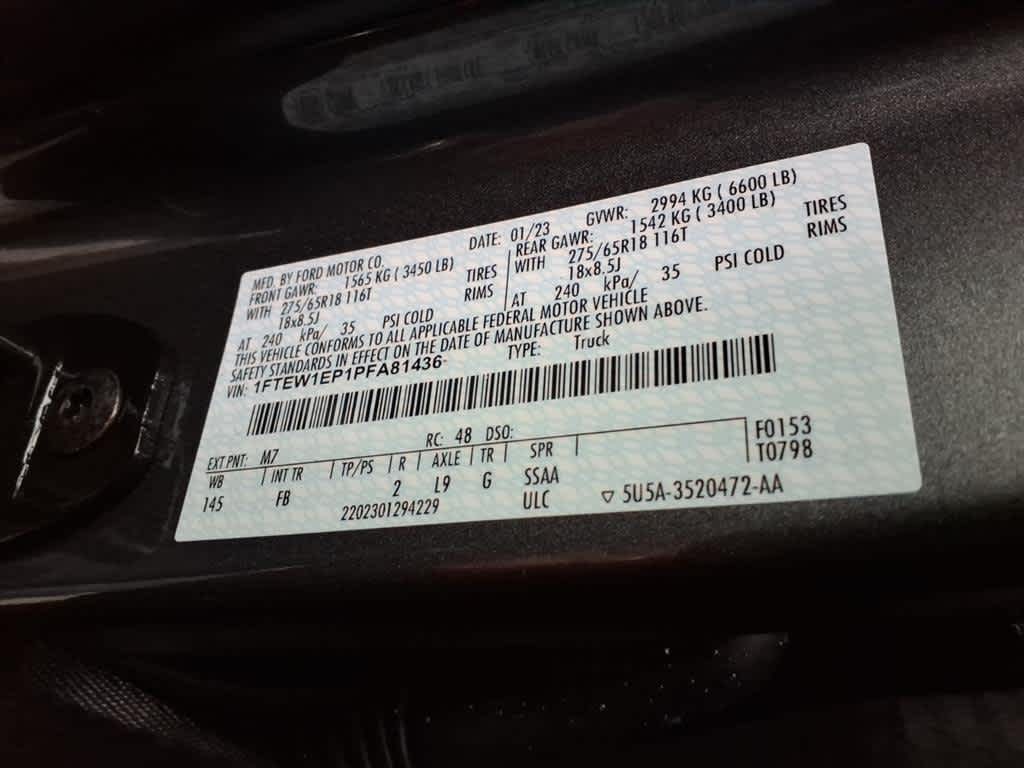 MFD. BY FORD MOTOR CO.
DATE: 01/23
GVWR: 2994 KG ( 6600 LB)
FRONT GAWR: 1565 KG ( 3450 LB)
WITH 275/65R18 116T TIRES
18x8.5J RIMS
AT 240 kPa/ 35 PSI COLD
REAR GAWR: 1542 KG ( 3400 LB)
WITH 275/65R18 116T TIRES
18x8.5J RIMS
AT 240 kPa/ 35 PSI COLD
THIS VEHICLE CONFORMS TO ALL APPLICABLE FEDERAL MOTOR VEHICLE
SAFETY STANDARDS IN EFFECT ON THE DATE OF MANUFACTURE SHOWN ABOVE.
VIN: 1FTEW1EP1PFA81436 TYPE: Truck
EXT PNT: M7 RC: 48 DSO: F0153
WB INT TR TP/PS R AXLE TR SPR T0798
145 FB 2 L9 G SSAA
2202301294229 ULC ▽ 5U5A-3520472-AA